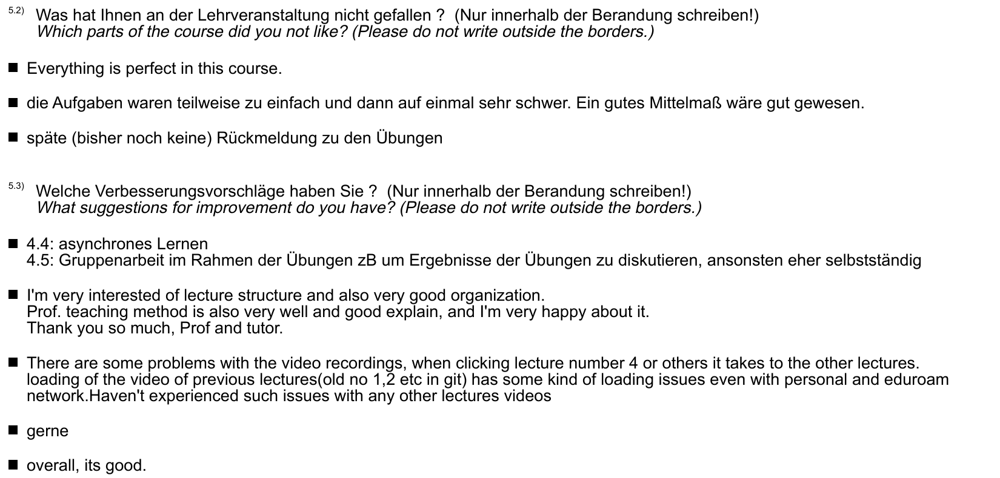 5.2) Was hat Ihnen an der Lehrveranstaltung nicht gefallen ?  (Nur innerhalb der Berandung schreiben!)
Which parts of the course did you not like? (Please do not write outside the borders.)
■ Everything is perfect in this course.
■ die Aufgaben waren teilweise zu einfach und dann auf einmal sehr schwer. Ein gutes Mittelmaß wäre gut gewesen.
■ späte (bisher noch keine) Rückmeldung zu den Übungen
5.3) Welche Verbesserungsvorschläge haben Sie ?  (Nur innerhalb der Berandung schreiben!)
What suggestions for improvement do you have? (Please do not write outside the borders.)
■ 4.4: asynchrones Lernen
4.5: Gruppenarbeit im Rahmen der Übungen zB um Ergebnisse der Übungen zu diskutieren, ansonsten eher selbstständig
■ I'm very interested of lecture structure and also very good organization.
Prof. teaching method is also very well and good explain, and I'm very happy about it.
Thank you so much, Prof and tutor.
■ There are some problems with the video recordings, when clicking lecture number 4 or others it takes to the other lectures.
loading of the video of previous lectures(old no 1,2 etc in git) has some kind of loading issues even with personal and eduroam
network.Haven't experienced such issues with any other lectures videos
■ gerne
■ overall, its good.